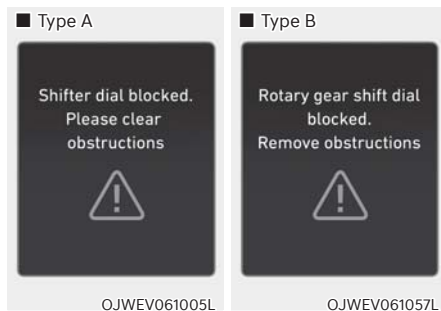 ■ Type A
Shifter dial blocked.
Please clear
obstructions
OJWEV061005L
■ Type B
Rotary gear shift dial
blocked.
Remove obstructions
OJWEV061057L